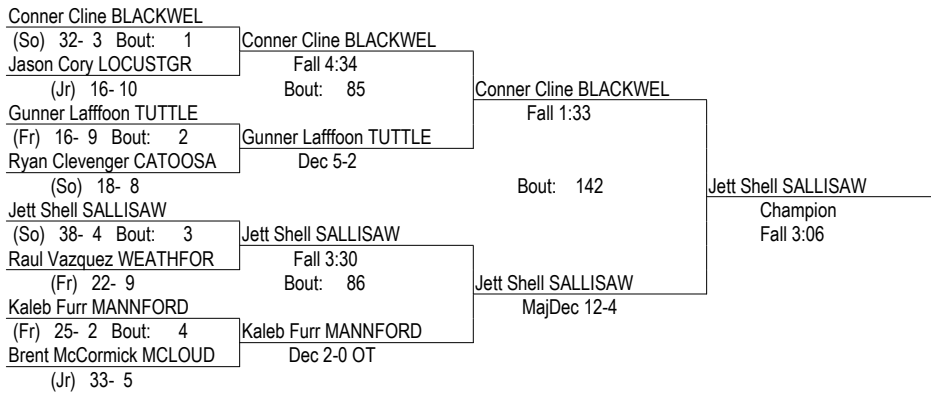 Conner Cline BLACKWEL
(So) 32- 3 Bout: 1
Jason Cory LOCUSTGR
(Jr) 16- 10
Gunner Lafffoon TUTTLE
(Fr) 16- 9 Bout: 2
Ryan Clevenger CATOOSA
(So) 18- 8
Jett Shell SALLISAW
(So) 38- 4 Bout: 3
Raul Vazquez WEATHFOR
(Fr) 22- 9
Kaleb Furr MANNFORD
(Fr) 25- 2 Bout: 4
Brent McCormick MCLOUD
(Jr) 33- 5
Conner Cline BLACKWEL
Fall 4:34
Bout: 85
Gunner Lafffoon TUTTLE
Dec 5-2
Jett Shell SALLISAW
Fall 3:30
Bout: 86
Kaleb Furr MANNFORD
Dec 2-0 OT
Conner Cline BLACKWEL
Fall 1:33
Bout: 142
Jett Shell SALLISAW
MajDec 12-4
Jett Shell SALLISAW
Champion
Fall 3:06